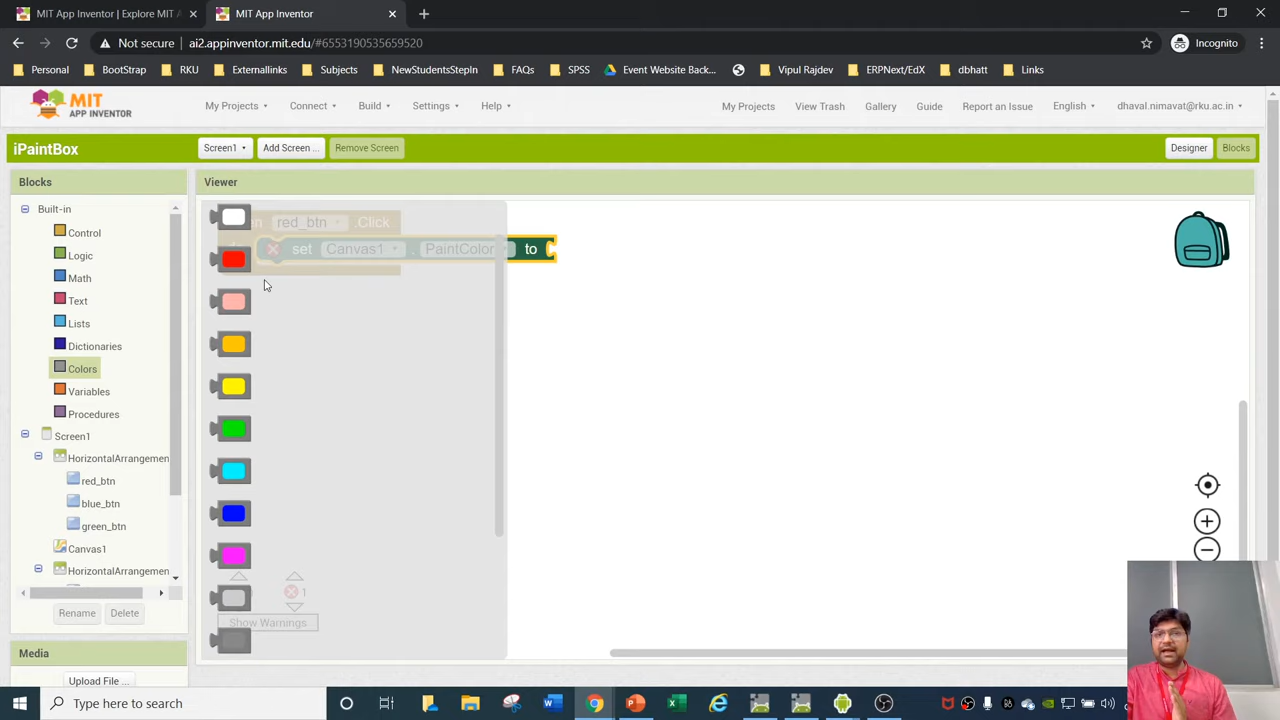 MIT App Inventor | Explore MIT A
MIT App Inventor
Not secure | ai2.appinventor.mit.edu/#6553190535659520
Incognito
Personal
BootStrap
RKU
Externallinks
Subjects
NewStudentsStepIn
FAQs
SPSS
Event Website Back...
Vipul Rajdev
ERPNext/EdX
dbhatt
Links
MIT
APP INVENTOR
My Projects
Connect
Build
Settings
Help
My Projects
View Trash
Gallery
Guide
Report an Issue
English
dhaval.nimavat@rku.ac.in
iPaintBox
Screen1
Add Screen ...
Remove Screen
Designer
Blocks
Blocks
Viewer
Built-in
Control
Logic
Math
Text
Lists
Dictionaries
Colors
Variables
Procedures
Screen1
HorizontalArrangemen
red_btn
blue_btn
green_btn
Canvas1
HorizontalArrangemen
Rename
Delete
Media
Upload File ...
red_btn .Click
set Canvas1 . PaintColor to
1
Show Warnings
Type here to search